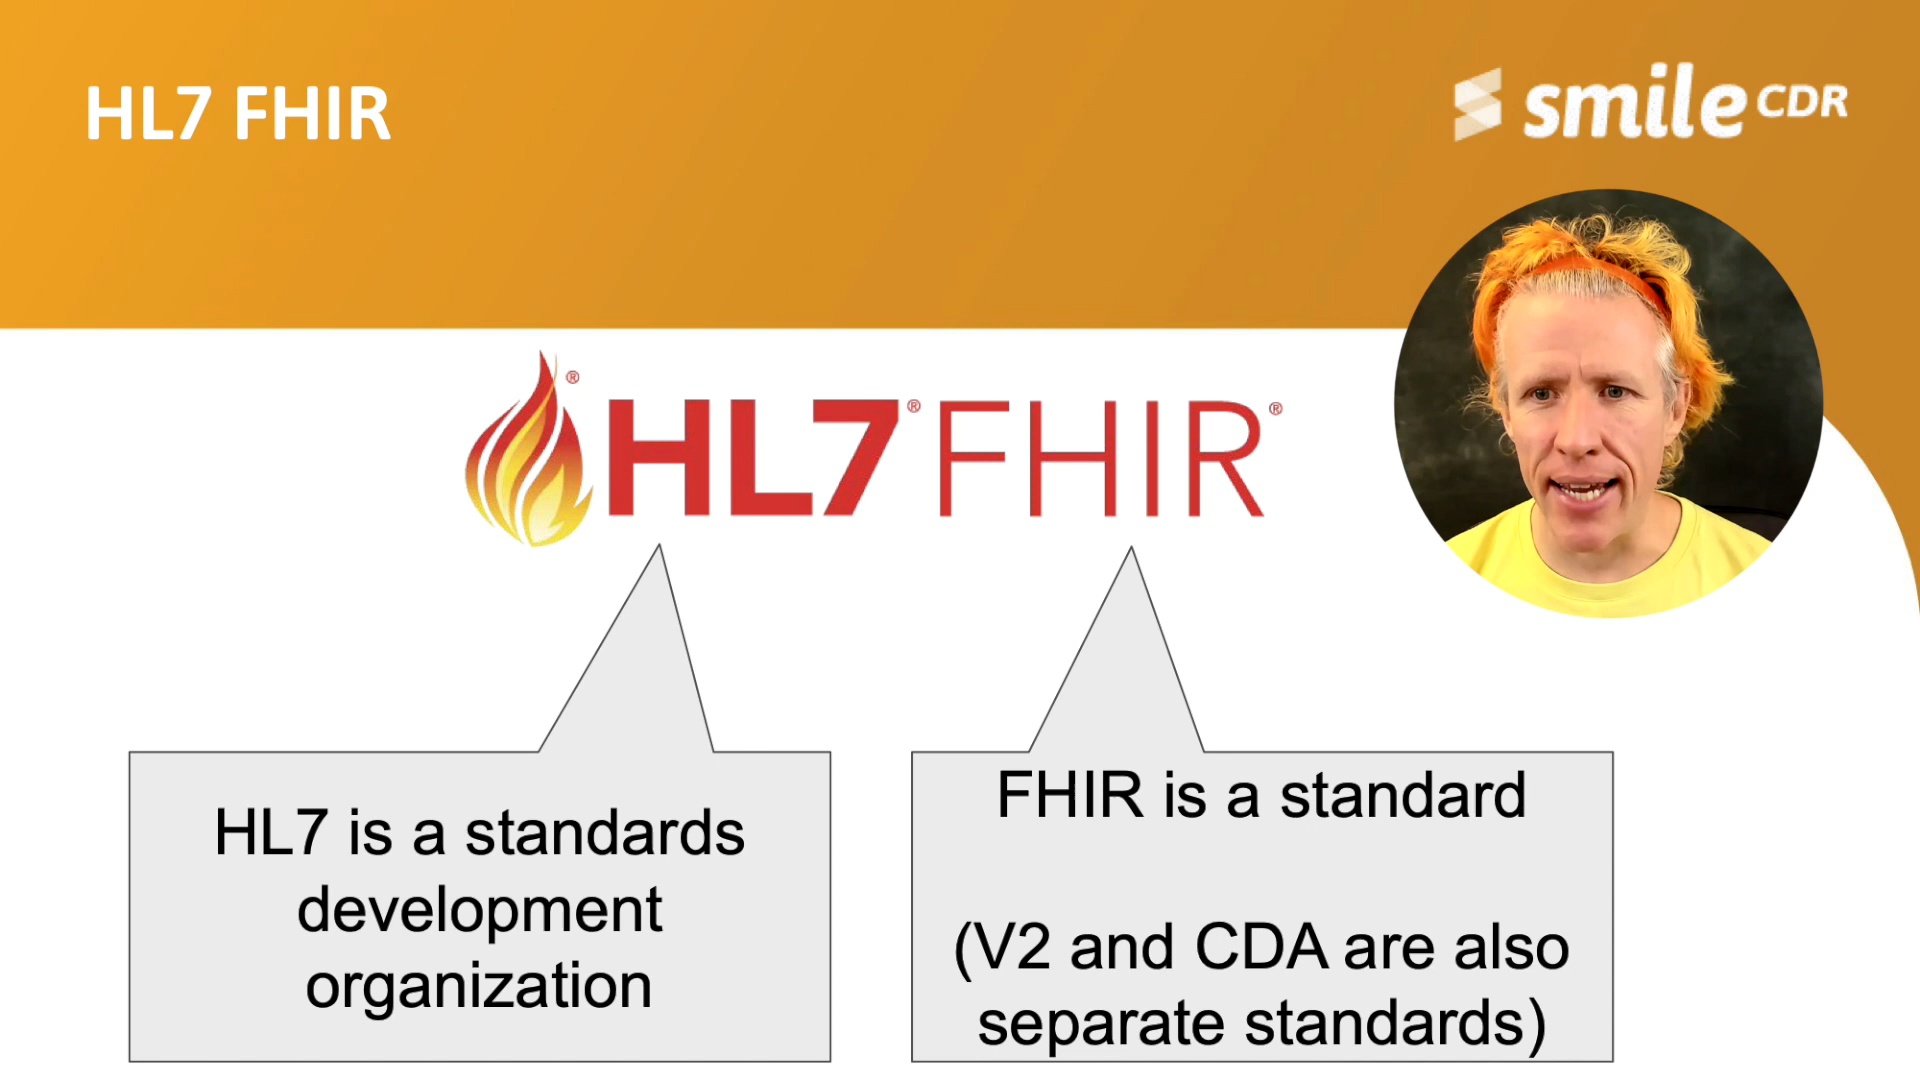 HL7 FHIR
smile CDR
® HL7® FHIR®
HL7 is a standards
development
organization
FHIR is a standard
(V2 and CDA are also
separate standards)